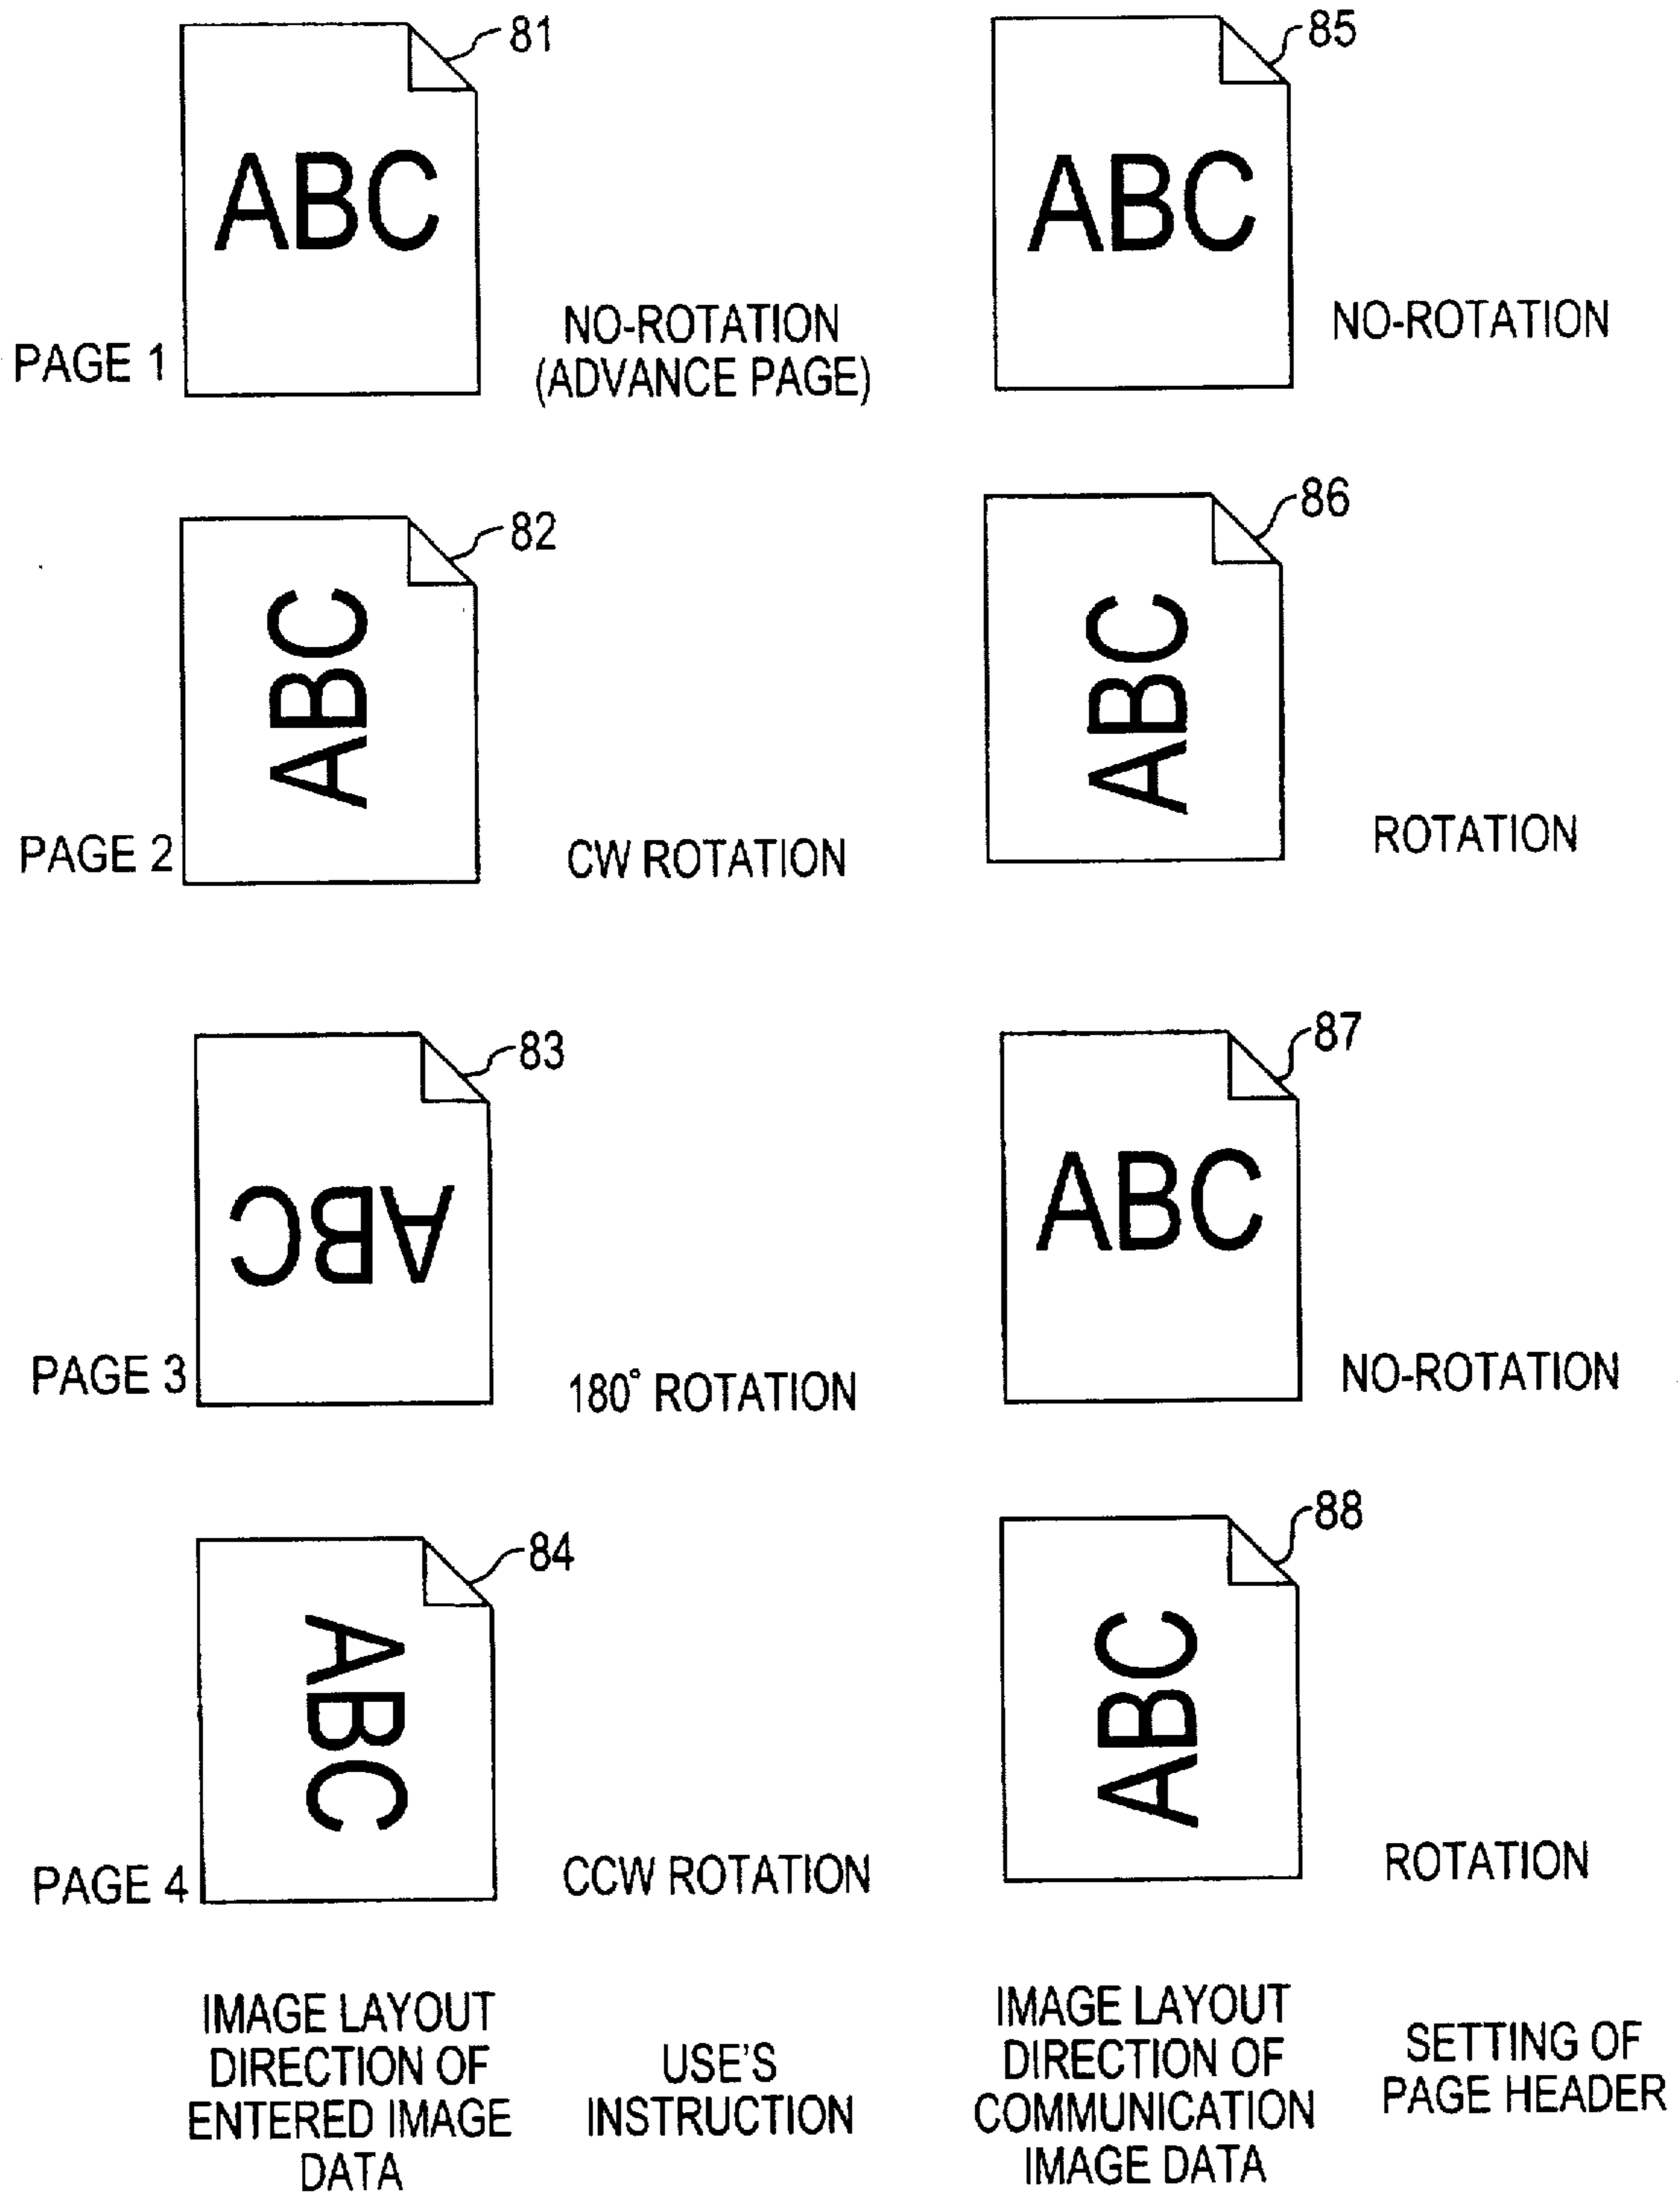 81
ABC
PAGE 1
NO-ROTATION
(ADVANCE PAGE)
85
ABC
NO-ROTATION
82
ABC
PAGE 2
CW ROTATION
86
ABC
ROTATION
83
ABC
PAGE 3
180° ROTATION
87
ABC
NO-ROTATION
84
ABC
PAGE 4
CCW ROTATION
88
ABC
ROTATION
IMAGE LAYOUT
DIRECTION OF
ENTERED IMAGE
DATA
USE'S
INSTRUCTION
IMAGE LAYOUT
DIRECTION OF
COMMUNICATION
IMAGE DATA
SETTING OF
PAGE HEADER